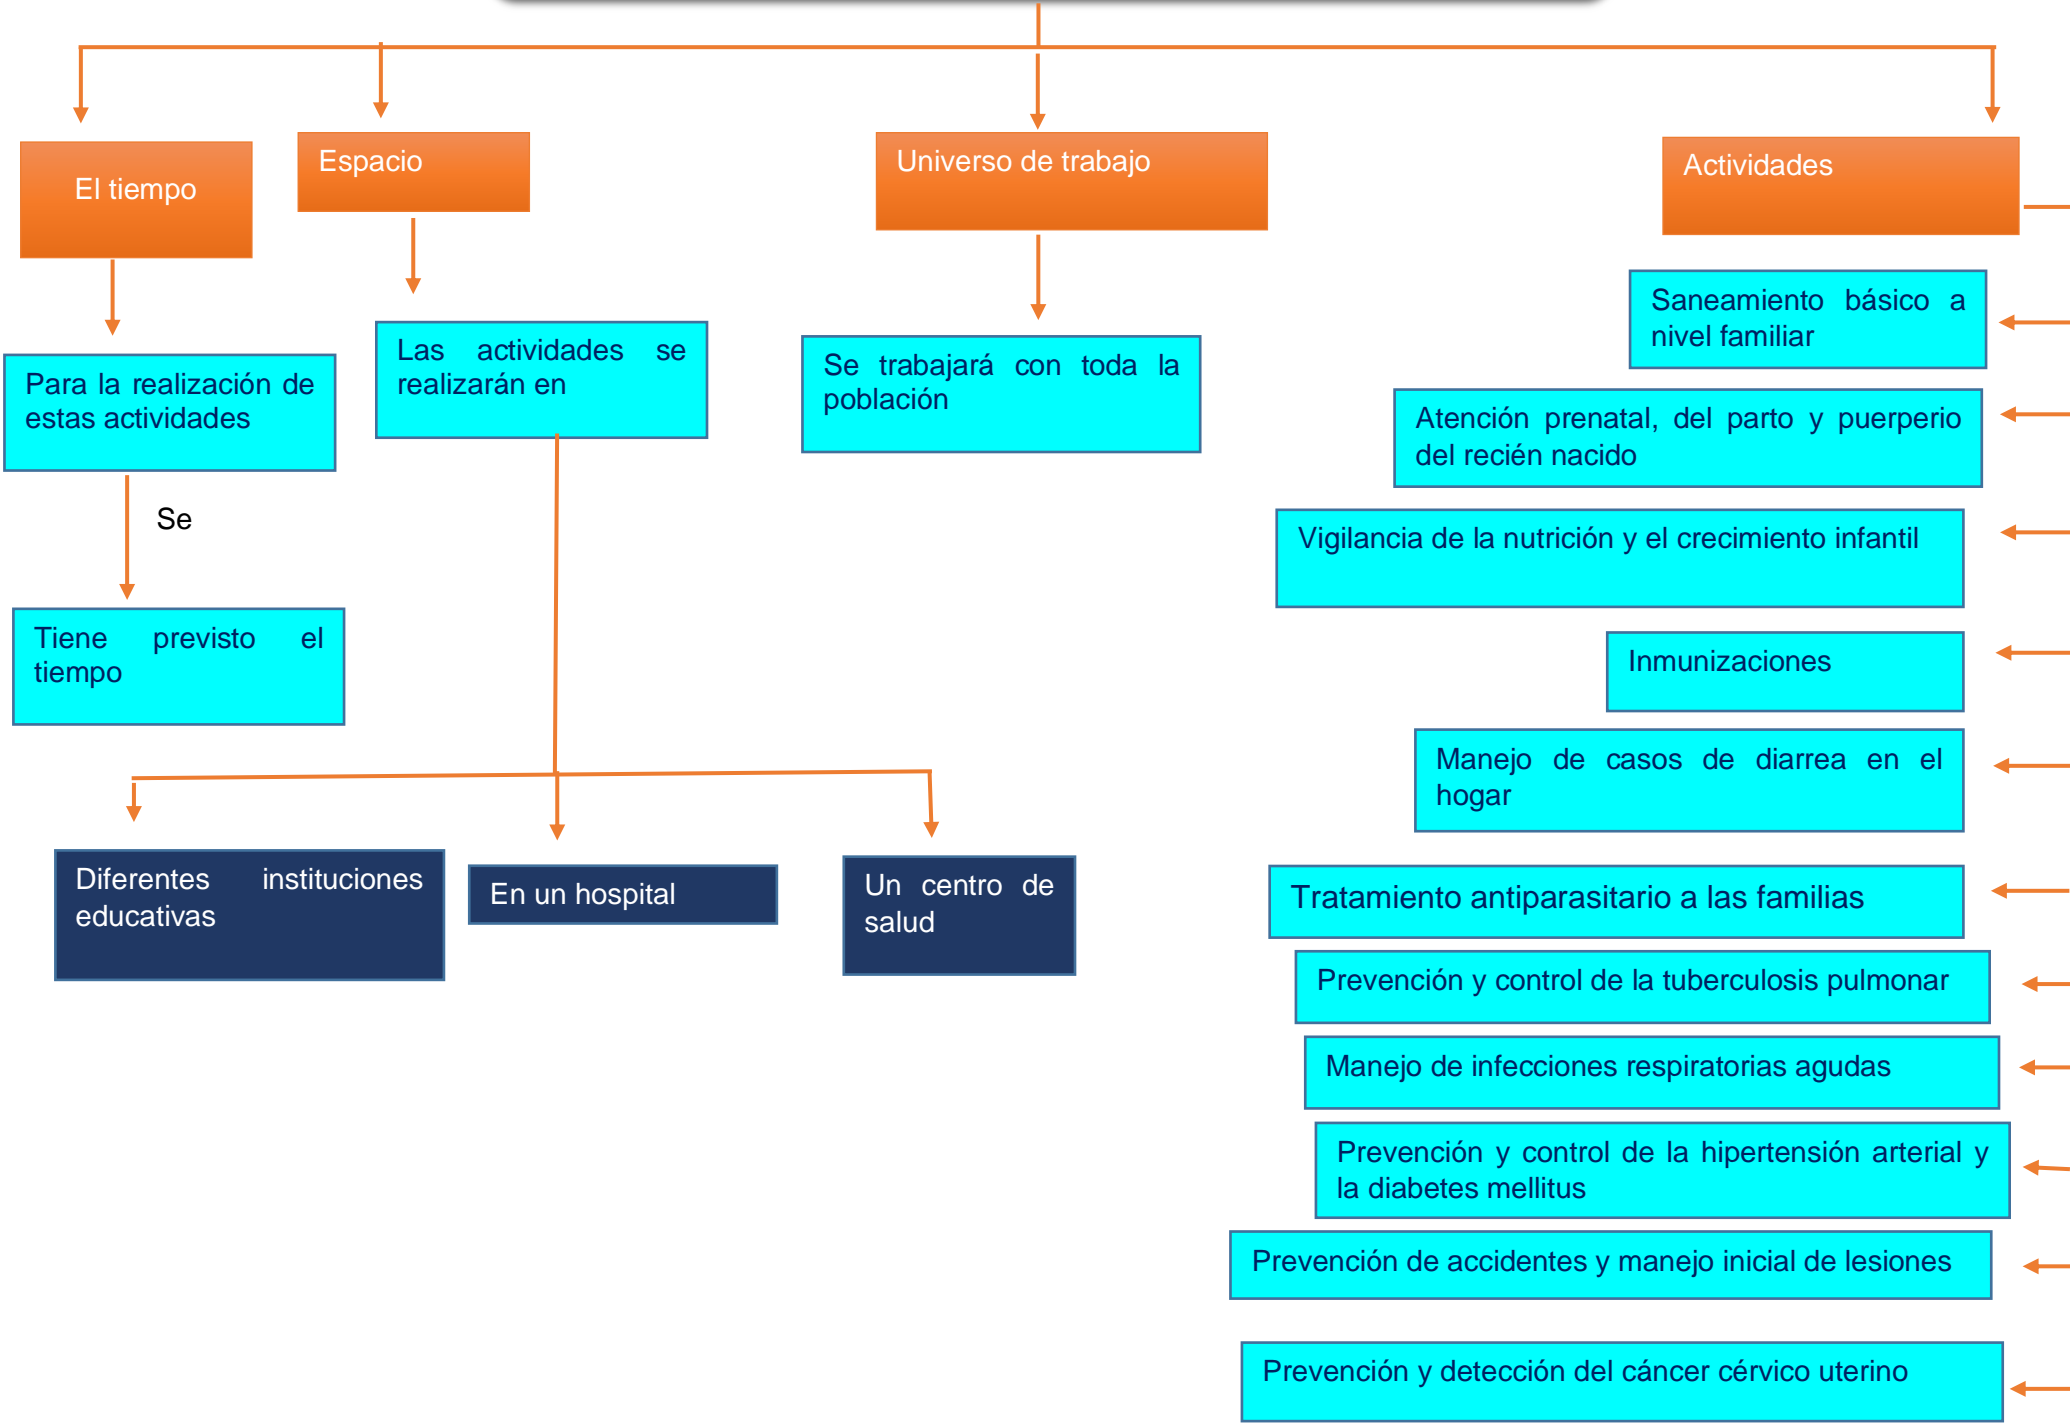 El tiempo
Espacio
Universo de trabajo
Actividades
Para la realización de
estas actividades
Se
Tiene previsto el
tiempo
Las actividades se
realizarán en
Diferentes instituciones
educativas
En un hospital
Un centro de
salud
Se trabajará con toda la
población
Saneamiento básico a
nivel familiar
Atención prenatal, del parto y puerperio
del recién nacido
Vigilancia de la nutrición y el crecimiento infantil
Inmunizaciones
Manejo de casos de diarrea en el
hogar
Tratamiento antiparasitario a las familias
Prevención y control de la tuberculosis pulmonar
Manejo de infecciones respiratorias agudas
Prevención y control de la hipertensión arterial y
la diabetes mellitus
Prevención de accidentes y manejo inicial de lesiones
Prevención y detección del cáncer cérvico uterino